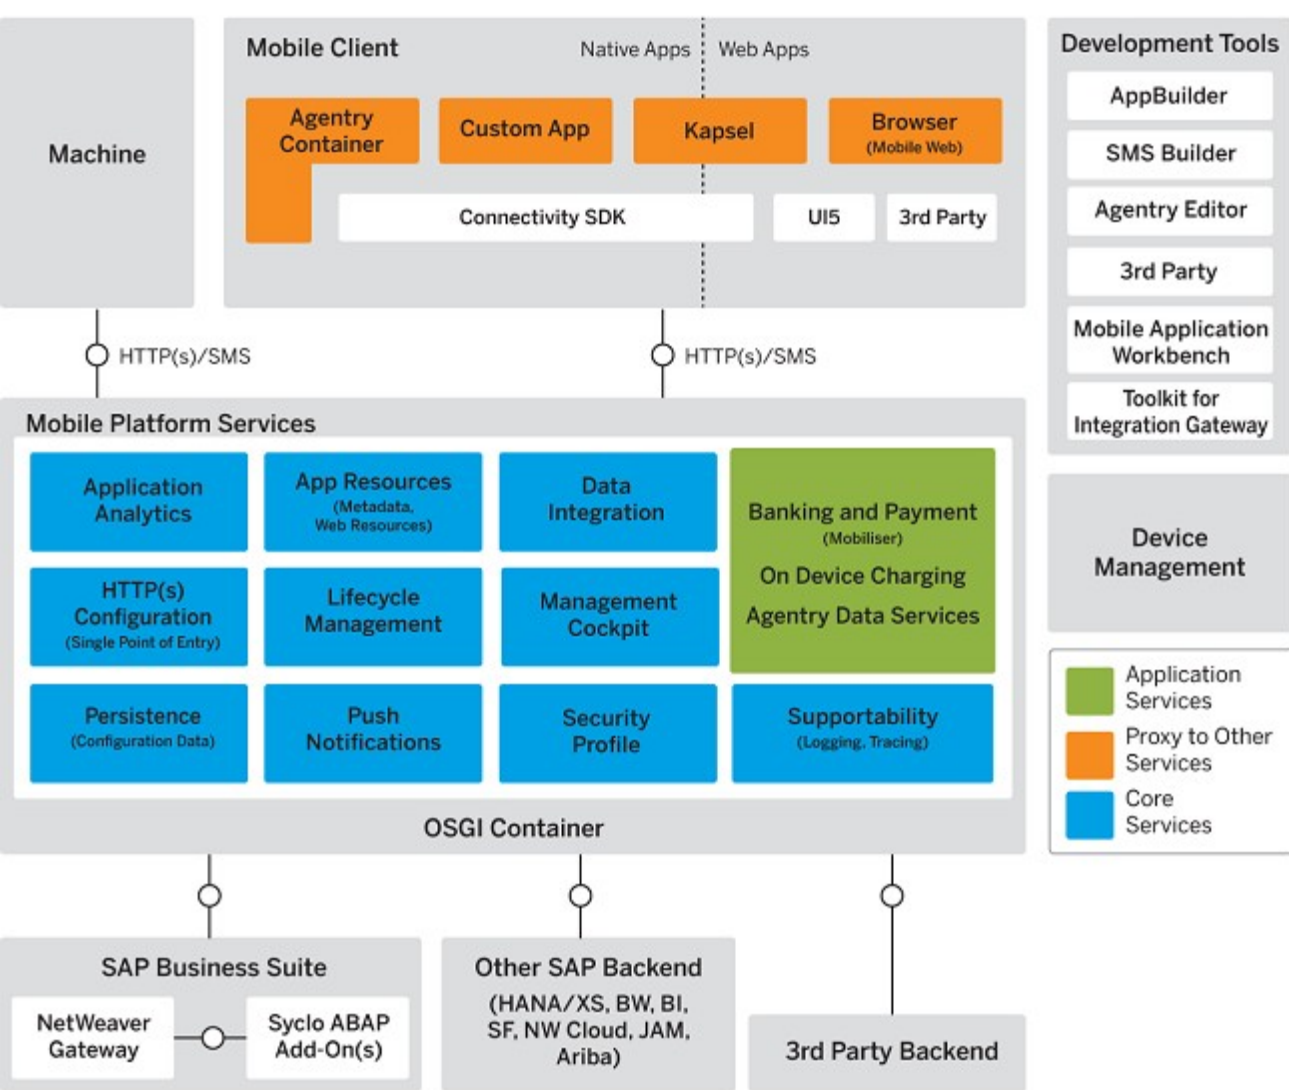 Machine
Mobile Client
Native Apps
Web Apps
Agentry
Container
Custom App
Kapsel
Browser
(Mobile Web)
Connectivity SDK
UI5
3rd Party
Development Tools
AppBuilder
SMS Builder
Agentry Editor
3rd Party
Mobile Application
Workbench
Toolkit for
Integration Gateway
HTTP(s)/SMS
HTTP(s)/SMS
Mobile Platform Services
Application
Analytics
App Resources
(Metadata,
Web Resources)
Data
Integration
Banking and Payment
(Mobiliser)
On Device Charging
Agentry Data Services
HTTP(s)
Configuration
(Single Point of Entry)
Lifecycle
Management
Management
Cockpit
Persistence
(Configuration Data)
Push
Notifications
Security
Profile
Supportability
(Logging, Tracing)
OSGI Container
Device
Management
Application
Services
Proxy to Other
Services
Core
Services
SAP Business Suite
NetWeaver
Gateway
Syclo ABAP
Add-On(s)
Other SAP Backend
(HANA/XS, BW, BI,
SF, NW Cloud, JAM,
Ariba)
3rd Party Backend